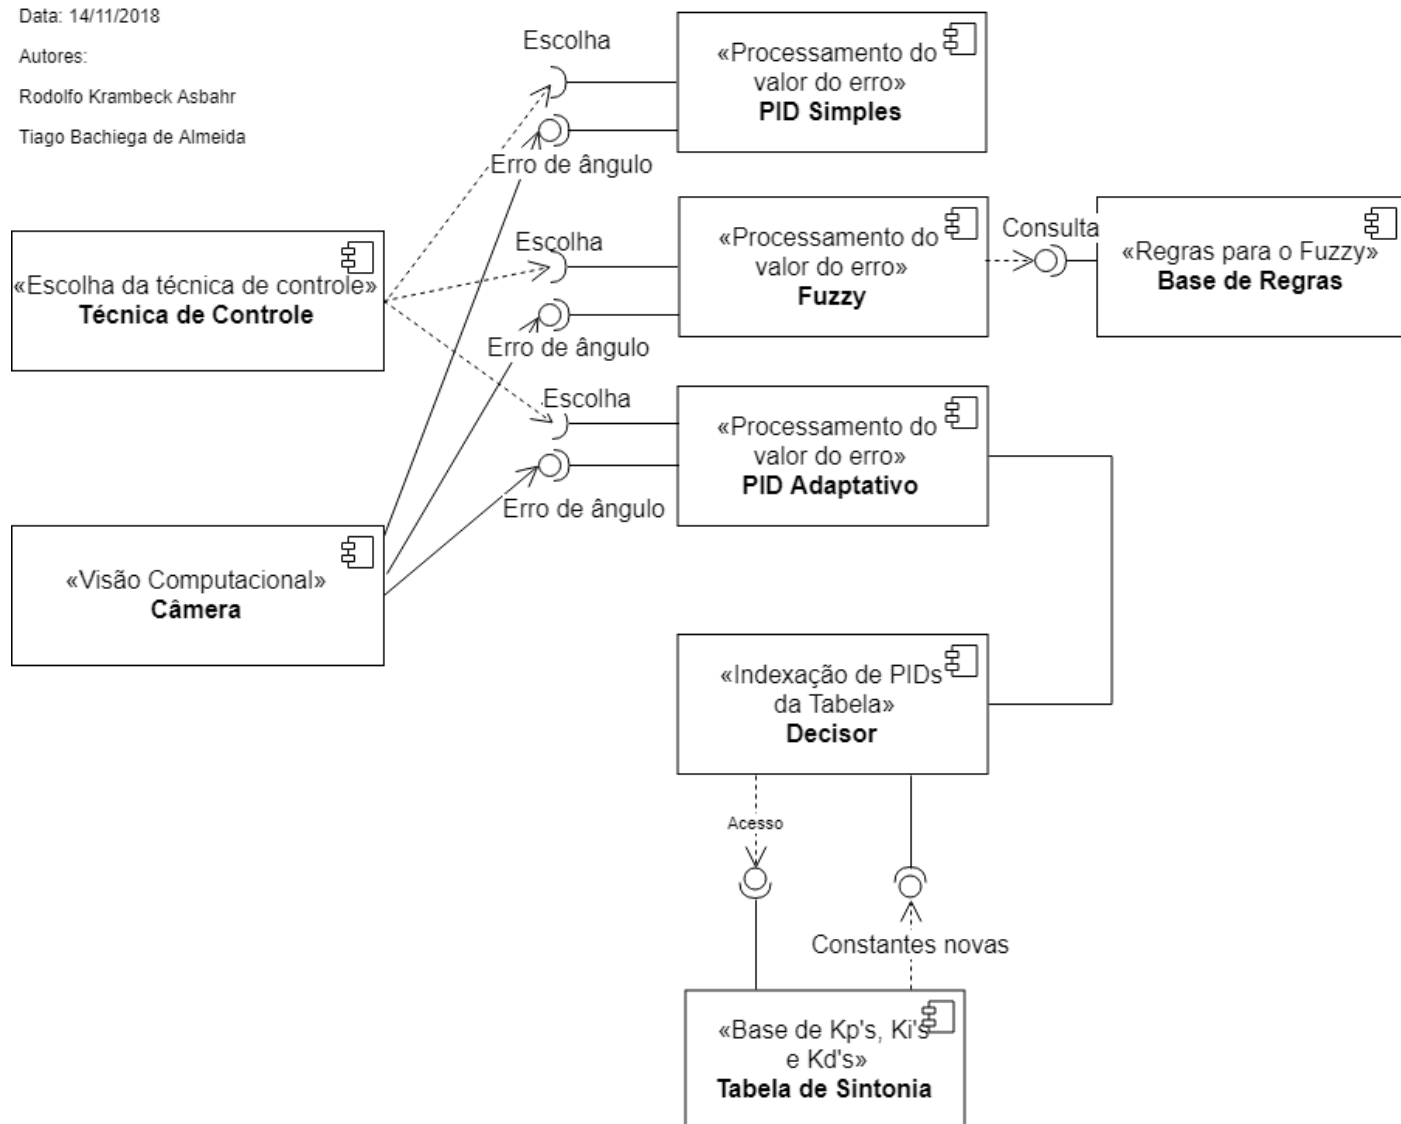 Data: 14/11/2018
Autores:
Rodolfo Krambeck Asbahr
Tiago Bachiega de Almeida
Escolha
«Processamento do
valor do erro»
PID Simples
Erro de ângulo
«Escolha da técnica de controle»
Técnica de Controle
Escolha
«Processamento do
valor do erro»
Fuzzy
Erro de ângulo
Consulta
«Regras para o Fuzzy»
Base de Regras
Escolha
«Processamento do
valor do erro»
PID Adaptativo
Erro de ângulo
«Visão Computacional»
Câmera
«Indexação de PIDs
da Tabela»
Decisor
Acesso
Constantes novas
«Base de Kp's, Ki's
e Kd's»
Tabela de Sintonia